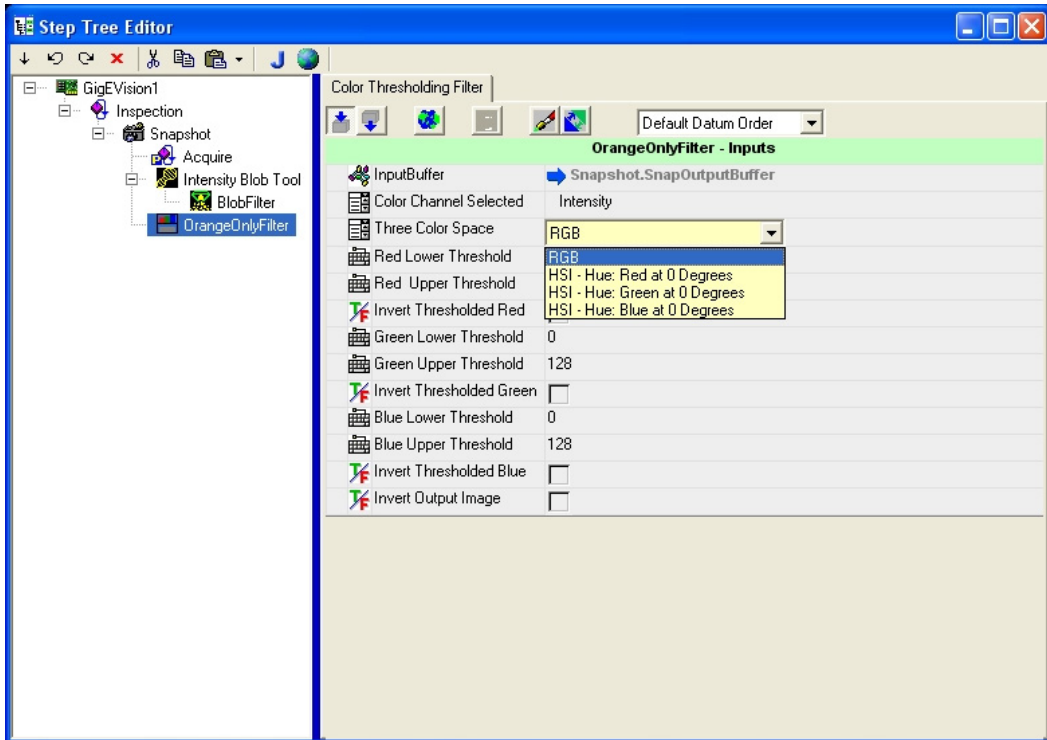 Step Tree Editor
J
GigEVision1
Inspection
Snapshot
Acquire
Intensity Blob Tool
BlobFilter
OrangeOnlyFilter
Color Thresholding Filter
Default Datum Order
OrangeOnlyFilter - Inputs
InputBuffer Snapshot.SnapOutputBuffer
Color Channel Selected Intensity
Three Color Space RGB
RGB
HSI - Hue: Red at 0 Degrees
HSI - Hue: Green at 0 Degrees
HSI - Hue: Blue at 0 Degrees
Red Lower Threshold
Red Upper Threshold
Invert Thresholded Red
Green Lower Threshold 0
Green Upper Threshold 128
Invert Thresholded Green
Blue Lower Threshold 0
Blue Upper Threshold 128
Invert Thresholded Blue
Invert Output Image